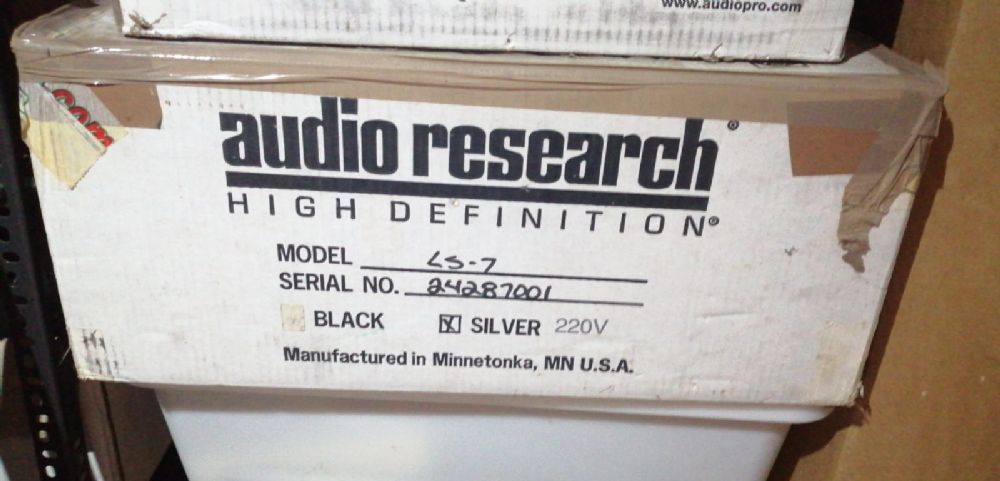 www.audiopro.com
.com
audio research®
HIGH DEFINITION®
MODEL LS-7
SERIAL NO. 24287001
BLACK ☒ SILVER 220V
Manufactured in Minnetonka, MN U.S.A.